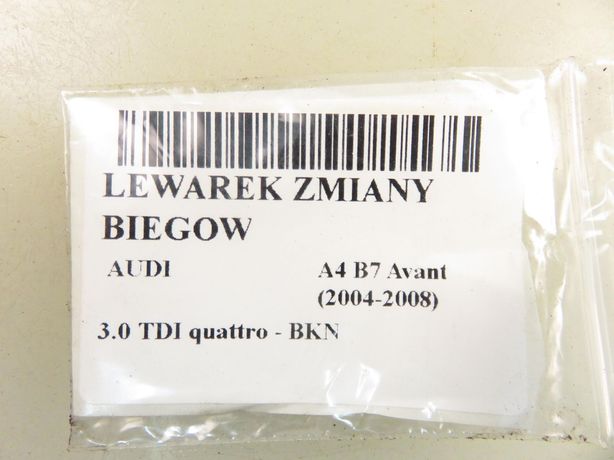 LEWAREK ZMIANY
BIEGOW
AUDI A4 B7 Avant
(2004-2008)
3.0 TDI quattro - BKN